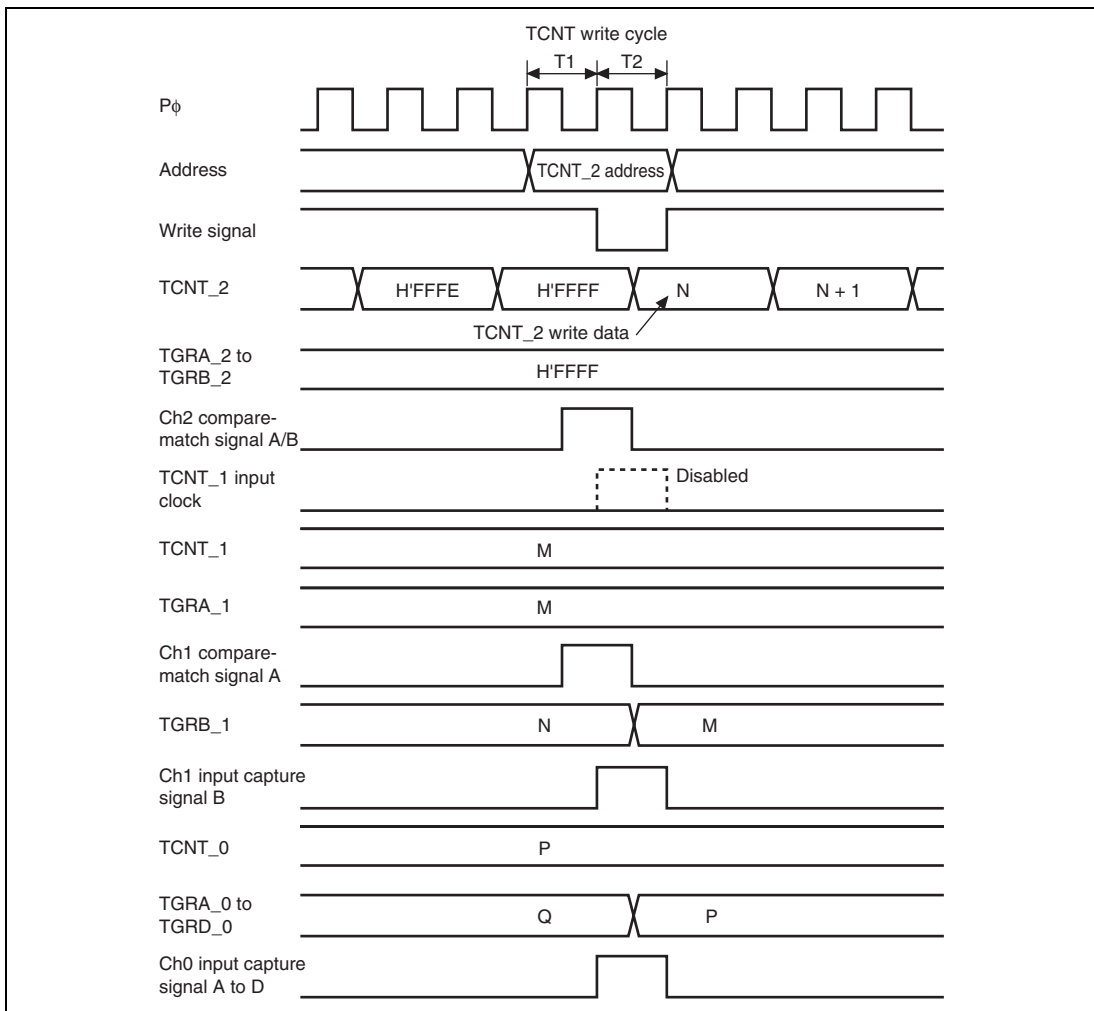 TCNT write cycle
T1 T2
Pϕ
Address
TCNT_2 address
Write signal
TCNT_2
H'FFFE H'FFFF N N + 1
TCNT_2 write data
TGRA_2 to
TGRB_2
H'FFFF
Ch2 compare-
match signal A/B
TCNT_1 input
clock
Disabled
TCNT_1
M
TGRA_1
M
Ch1 compare-
match signal A
TGRB_1
N M
Ch1 input capture
signal B
TCNT_0
P
TGRA_0 to
TGRD_0
Q P
Ch0 input capture
signal A to D